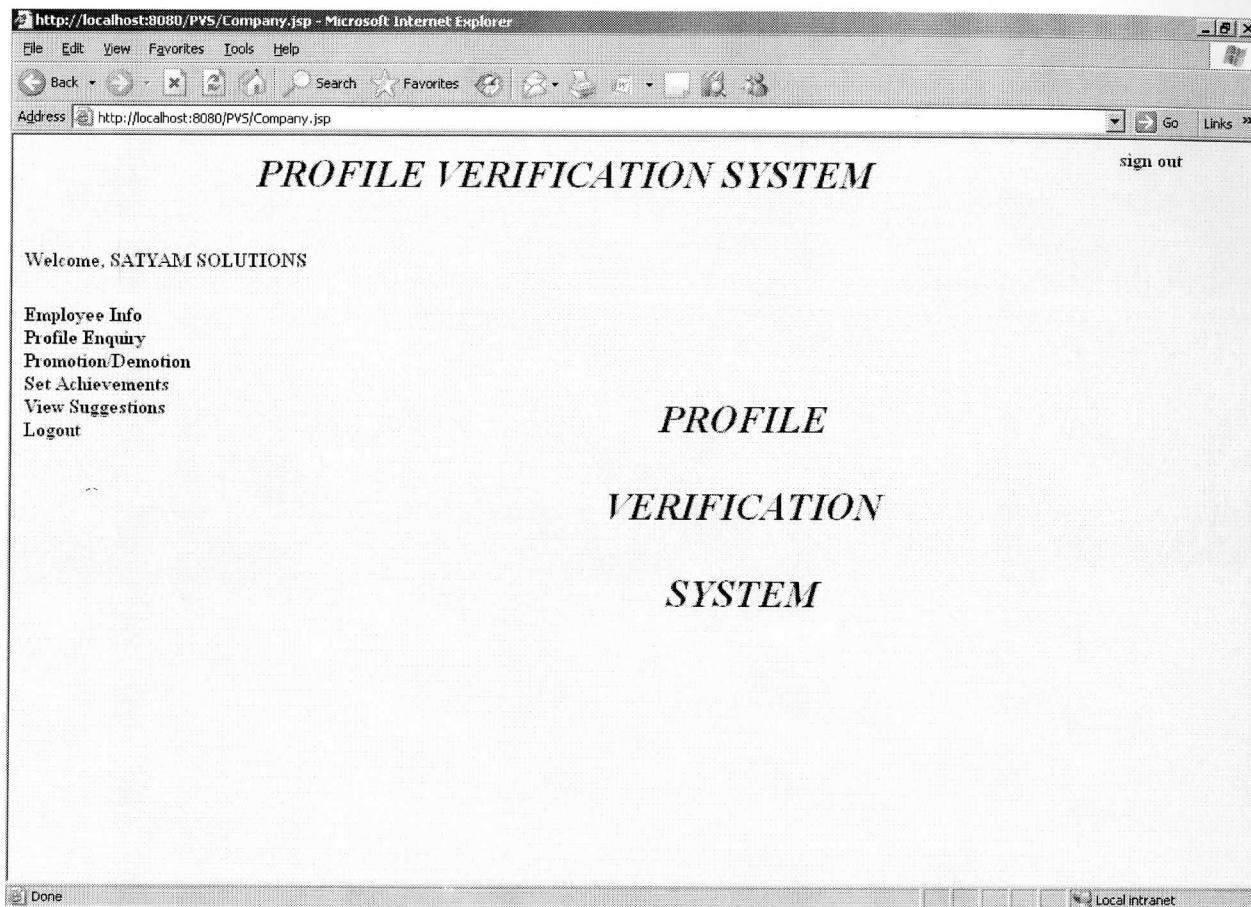 http://localhost:8080/PVS/Company.jsp - Microsoft Internet Explorer
File Edit View Favorites Tools Help
Back Search Favorites
Address http://localhost:8080/PVS/Company.jsp Go Links »
PROFILE VERIFICATION SYSTEM
sign out
Welcome, SATYAM SOLUTIONS
Employee Info
Profile Enquiry
Promotion/Demotion
Set Achievements
View Suggestions
Logout
PROFILE
VERIFICATION
SYSTEM
Done Local intranet